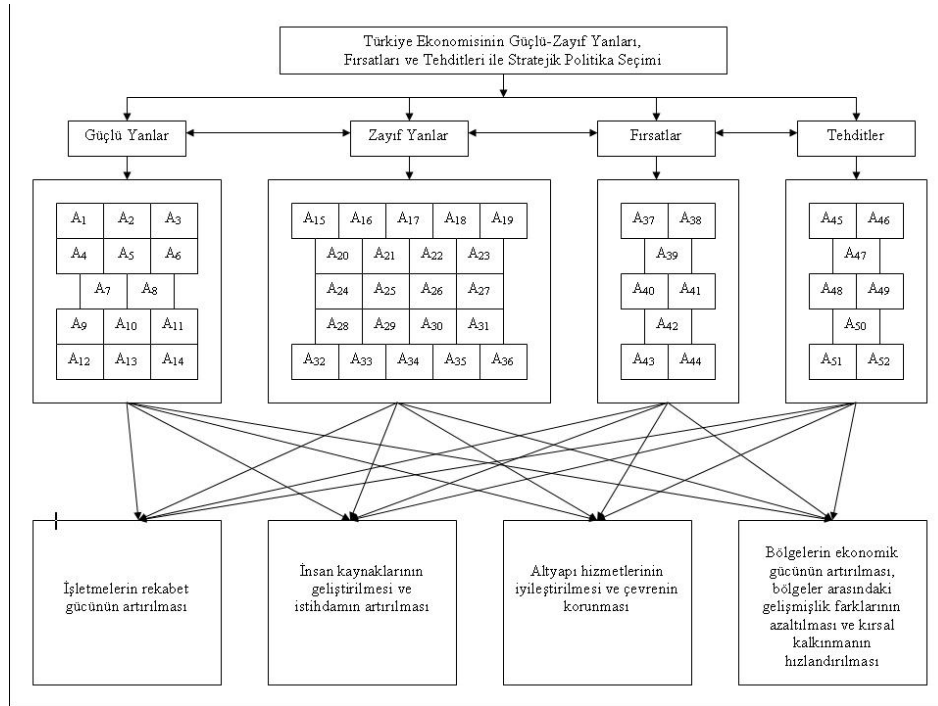 Türkiye Ekonomisinin Güçlü-Zayıf Yanları,
Fırsatları ve Tehditleri ile Stratejik Politika Seçimi
Güçlü Yanlar
Zayıf Yanlar
Fırsatlar
Tehditler
A1 A2 A3
A4 A5 A6
A7 A8
A9 A10 A11
A12 A13 A14
A15 A16 A17 A18 A19
A20 A21 A22 A23
A24 A25 A26 A27
A28 A29 A30 A31
A32 A33 A34 A35 A36
A37 A38
A39
A40 A41
A42
A43 A44
A45 A46
A47
A48 A49
A50
A51 A52
İşletmelerin rekabet
gücünün artırılması
İnsan kaynaklarının
geliştirilmesi ve
istihdamın artırılması
Altyapı hizmetlerinin
iyileştirilmesi ve çevrenin
korunması
Bölgelerin ekonomik
gücünün artırılması,
bölgeler arasındaki
gelişmişlik farklarının
azaltılması ve kırsal
kalkınmanın
hızlandırılması